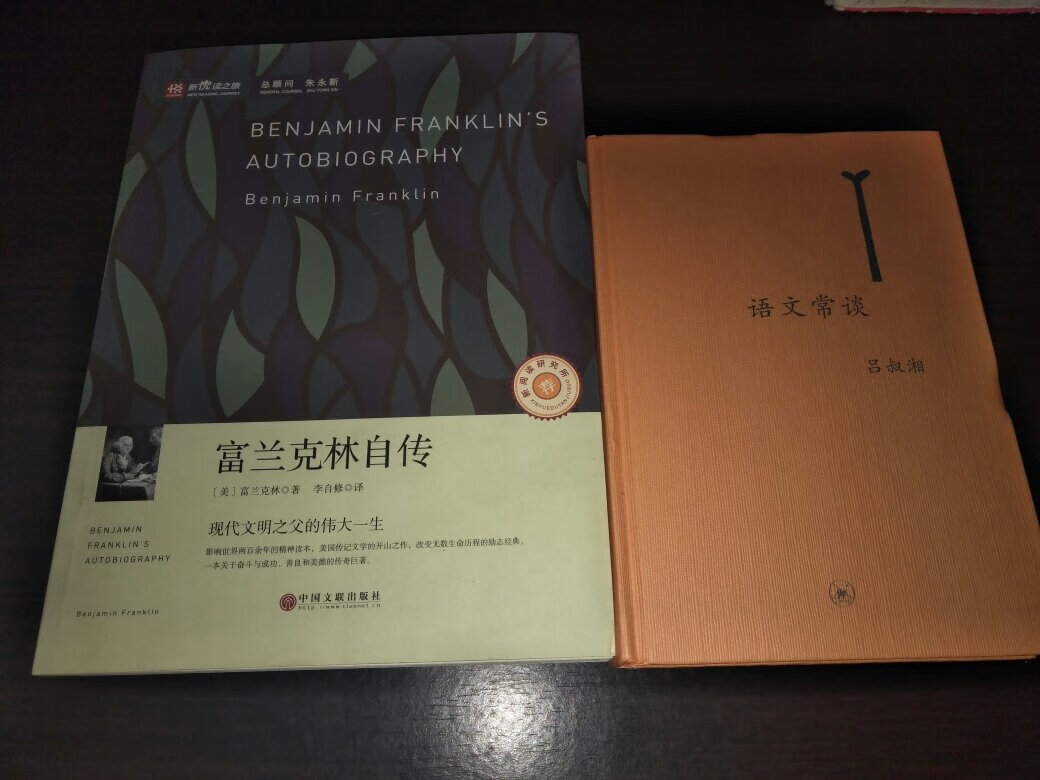 新悦读之旅
NEW READING JOURNEY
总顾问 朱永新
GENERAL COUNSEL ZHU YONG XIN
BENJAMIN FRANKLIN'S
AUTOBIOGRAPHY
Benjamin Franklin
新阅读研究所
荐
XINYUEDUYANJIUSUO
富兰克林自传
〔美〕富兰克林◎著 李自修◎译
现代文明之父的伟大一生
影响世界两百余年的精神读本，美国传记文学的开山之作，改变无数生命历程的励志经典。
一本关于奋斗与成功、善良和美德的传奇巨著。
BENJAMIN
FRANKLIN'S
AUTOBIOGRAPHY
Benjamin Franklin
中国文联出版社
http://www.clapnet.cn
语文常谈
吕叔湘